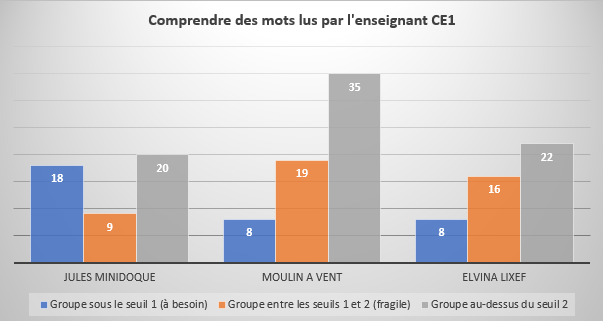 Comprendre des mots lus par l'enseignant CE1
18
9
20
8
19
35
8
16
22
JULES MINIDOQUE
MOULIN A VENT
ELVINA LIXEF
Groupe sous le seuil 1 (à besoin)
Groupe entre les seuils 1 et 2 (fragile)
Groupe au-dessus du seuil 2